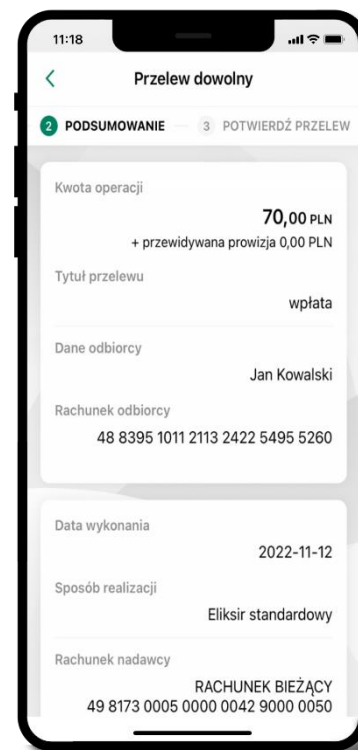 11:18
Przelew dowolny
2 PODSUMOWANIE 3 POTWIERDŹ PRZELEW
Kwota operacji
70,00 PLN
+ przewidywana prowizja 0,00 PLN
Tytuł przelewu
wpłata
Dane odbiorcy
Jan Kowalski
Rachunek odbiorcy
48 8395 1011 2113 2422 5495 5260
Data wykonania
2022-11-12
Sposób realizacji
Eliksir standardowy
Rachunek nadawcy
RACHUNEK BIEŻĄCY
49 8173 0005 0000 0042 9000 0050